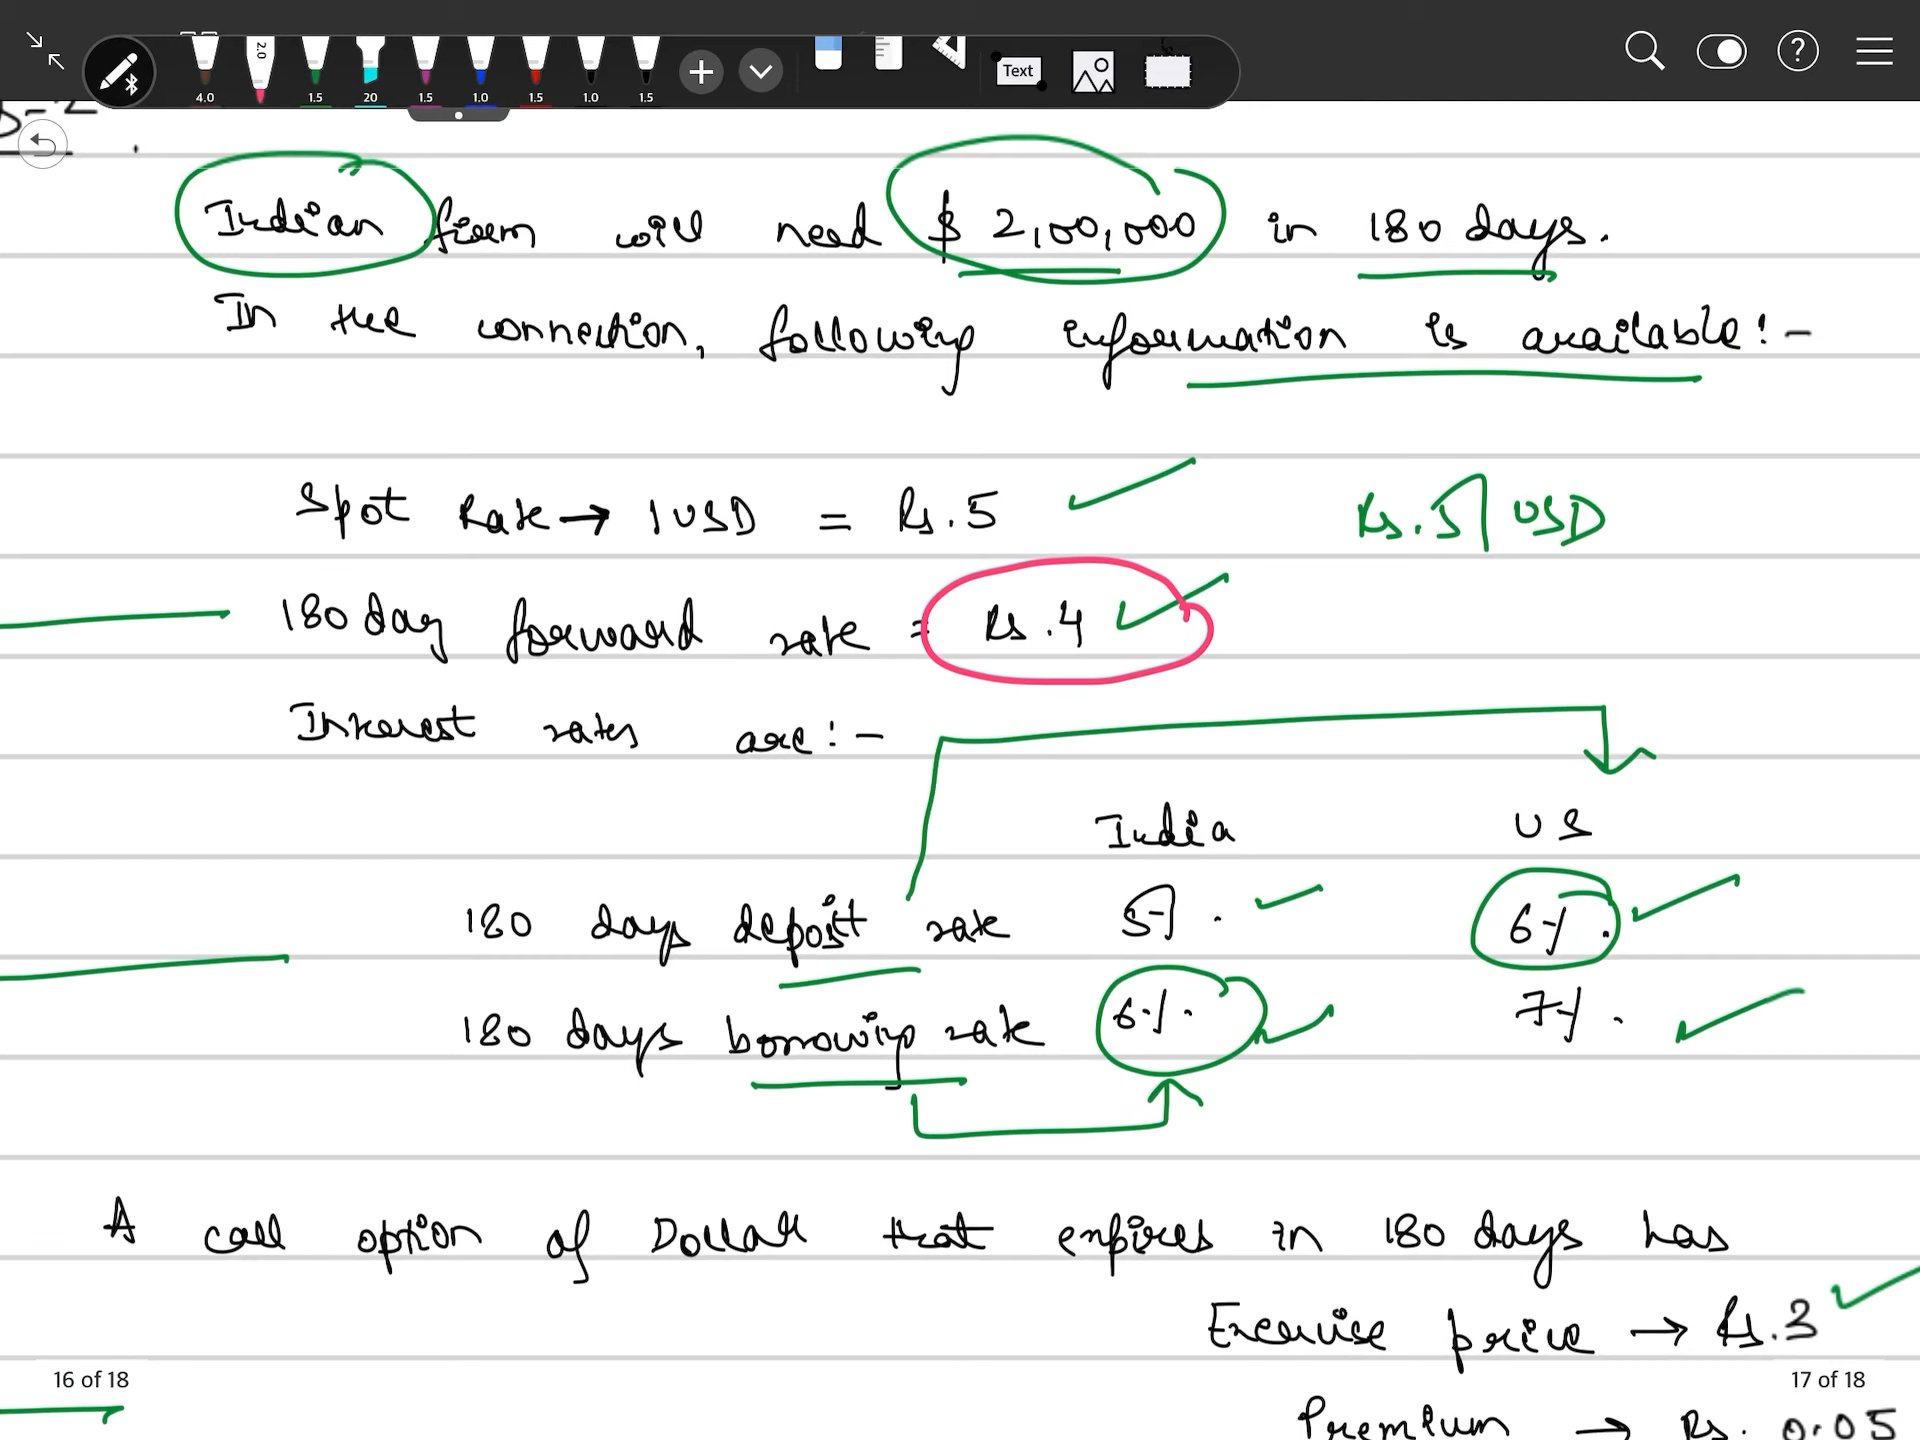 4.0 2.0 1.5 20 1.5 1.0 1.5 1.0 1.5 Text
Indian firm will need $ 2,00,000 in 180 days.
In the connection, following information is available:-
Spot Rate → 1 USD = Rs.5 Rs.5/USD
180 day forward rate = Rs.4
Interest rates are:-
India US
180 days deposit rate 5%. 6%.
180 days borrowing rate 6%. 7%.
A call option of Dollar that expires in 180 days has
Exercise price → Rs.3
16 of 18 17 of 18
Premium → Rs. 0.05